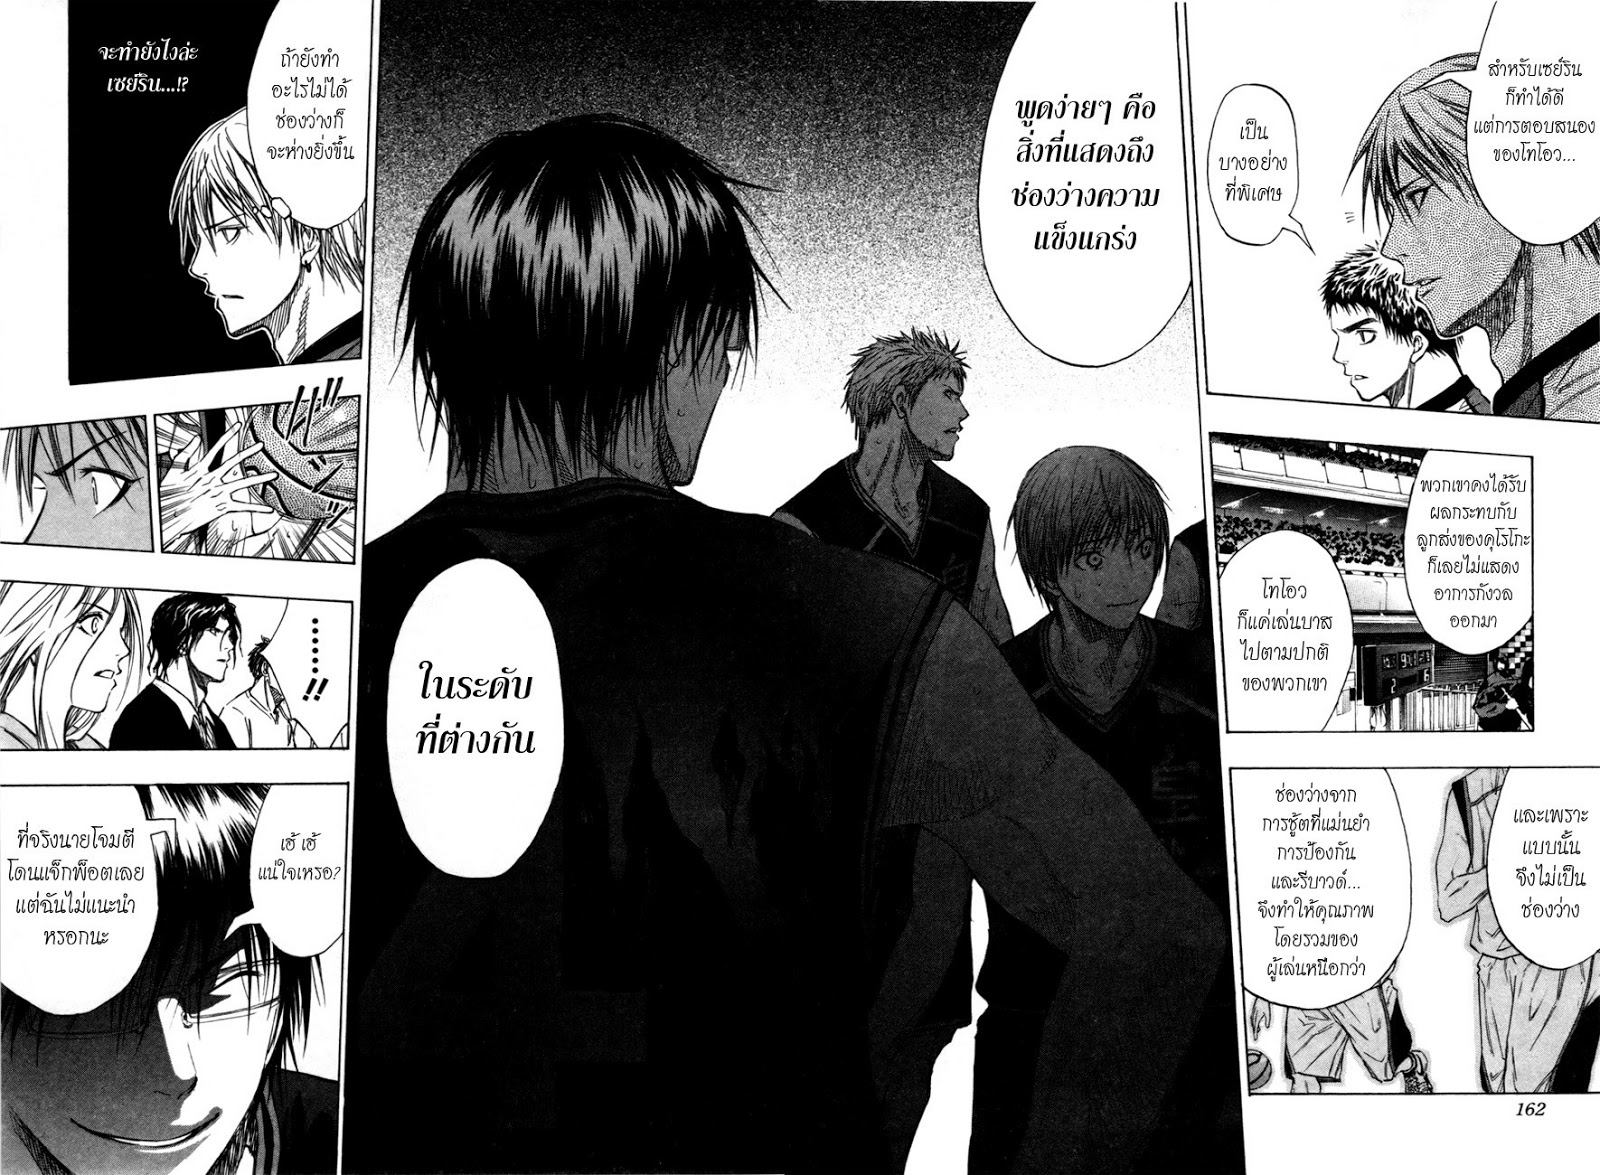 สำหรับเซย์ริน
ก็ทำได้ดี
แต่การตอบสนอง
ของโทโอว...
เป็น
บางอย่าง
ที่พิเศษ
พวกเขาคงได้รับ
ผลกระทบกับ
ลูกส่งของคุโรโกะ
ก็เลยไม่แสดง
อาการกังวล
ออกมา
โทโอว
ก็แค่เล่นบาส
ไปตามปกติ
ของพวกเขา
และเพราะ
แบบนั้น
จึงไม่เป็น
ช่องว่าง
ช่องว่างจาก
การชู้ตที่แม่นยำ
การป้องกัน
และรีบาวด์...
จึงทำให้คุณภาพ
โดยรวมของ
ผู้เล่นหนือกว่า
162
พูดง่ายๆ คือ
สิ่งที่แสดงถึง
ช่องว่างความ
แข็งแกร่ง
ในระดับ
ที่ต่างกัน
ถ้ายังทำ
อะไรไม่ได้
ช่องว่างก็
จะห่างยิ่งขึ้น
จะทำยังไงล่ะ
เซย์ริน...!?
......!!
เฮ้ เฮ้
แน่ใจเหรอ?
ที่จริงนายโจมตี
โดนแจ็กพ็อตเลย
แต่ฉันไม่แนะนำ
หรอกนะ